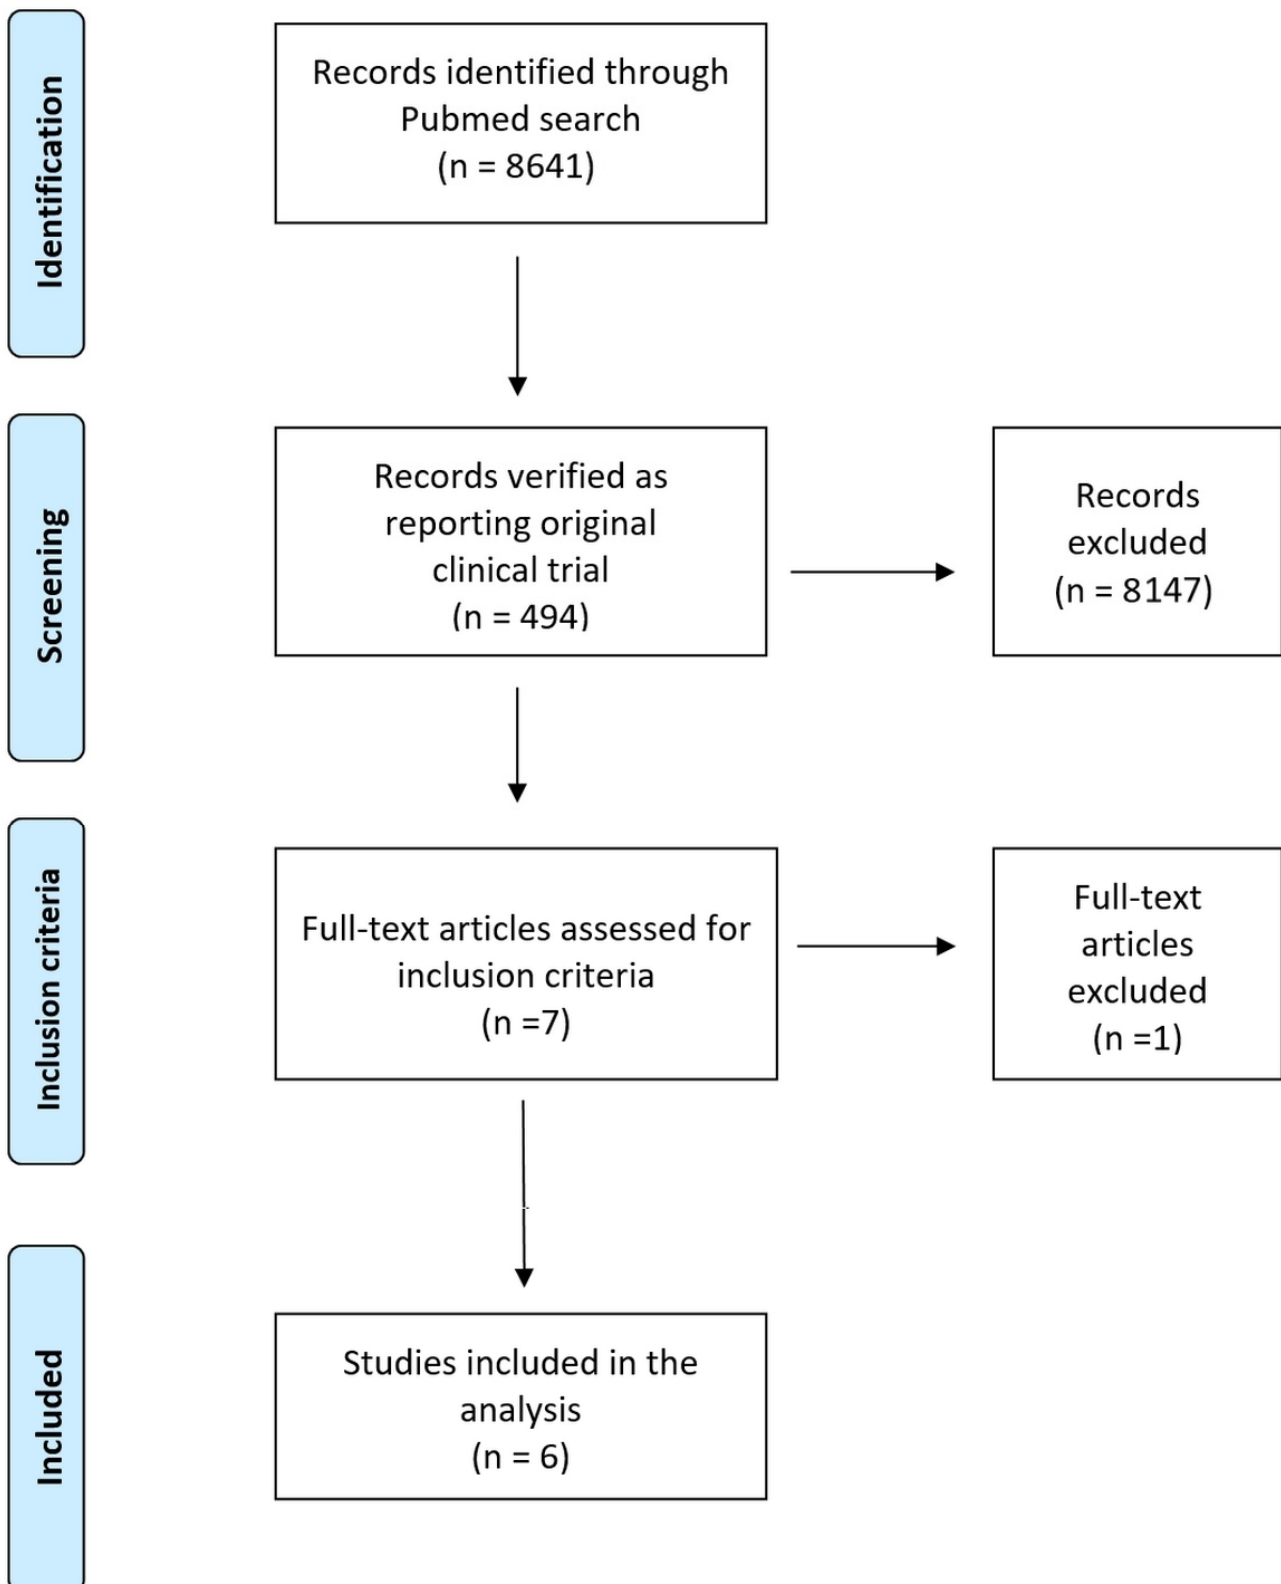 Identification
Records identified through
Pubmed search
(n = 8641)
Screening
Records verified as
reporting original
clinical trial
(n = 494)
Records
excluded
(n = 8147)
Inclusion criteria
Full-text articles assessed for
inclusion criteria
(n =7)
Full-text
articles
excluded
(n =1)
Included
Studies included in the
analysis
(n = 6)